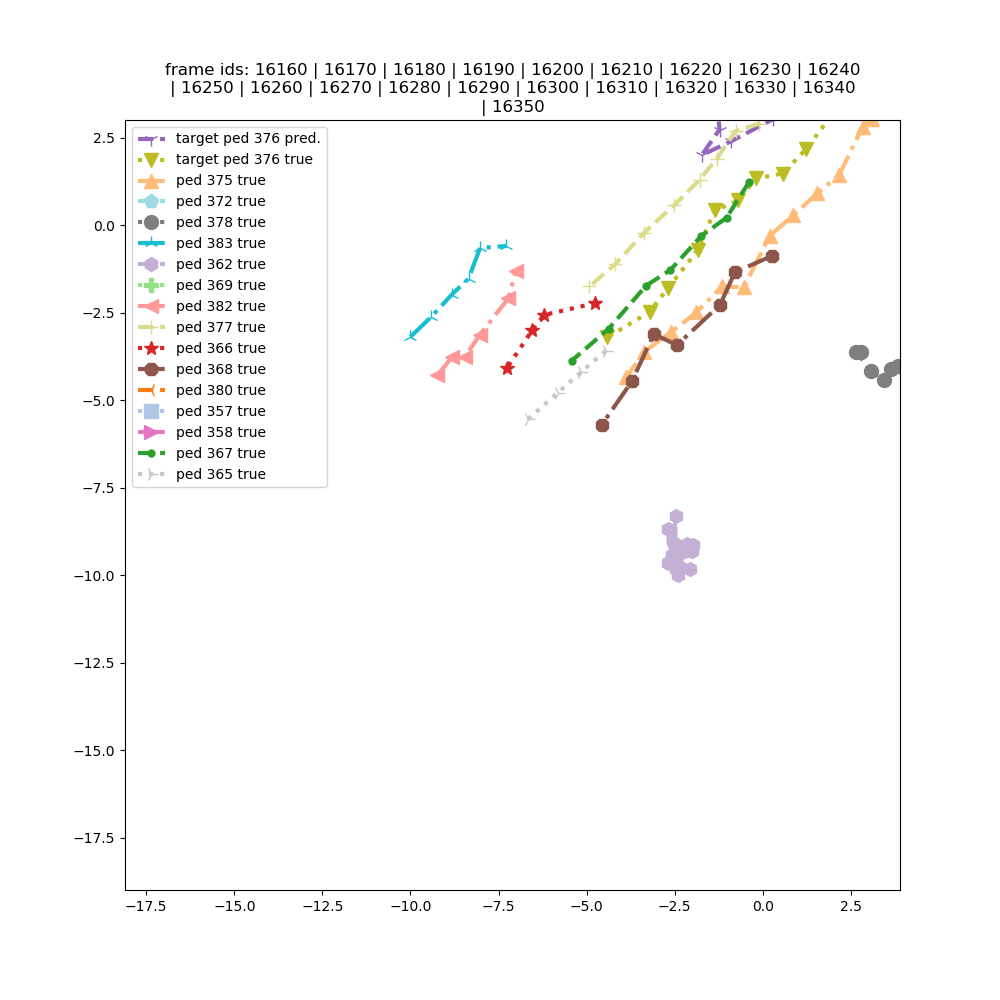 frame ids: 16160 | 16170 | 16180 | 16190 | 16200 | 16210 | 16220 | 16230 | 16240
| 16250 | 16260 | 16270 | 16280 | 16290 | 16300 | 16310 | 16320 | 16330 | 16340
| 16350
target ped 376 pred.
target ped 376 true
ped 375 true
ped 372 true
ped 378 true
ped 383 true
ped 362 true
ped 369 true
ped 382 true
ped 377 true
ped 366 true
ped 368 true
ped 380 true
ped 357 true
ped 358 true
ped 367 true
ped 365 true
2.5
0.0
−2.5
−5.0
−7.5
−10.0
−12.5
−15.0
−17.5
−17.5 −15.0 −12.5 −10.0 −7.5 −5.0 −2.5 0.0 2.5